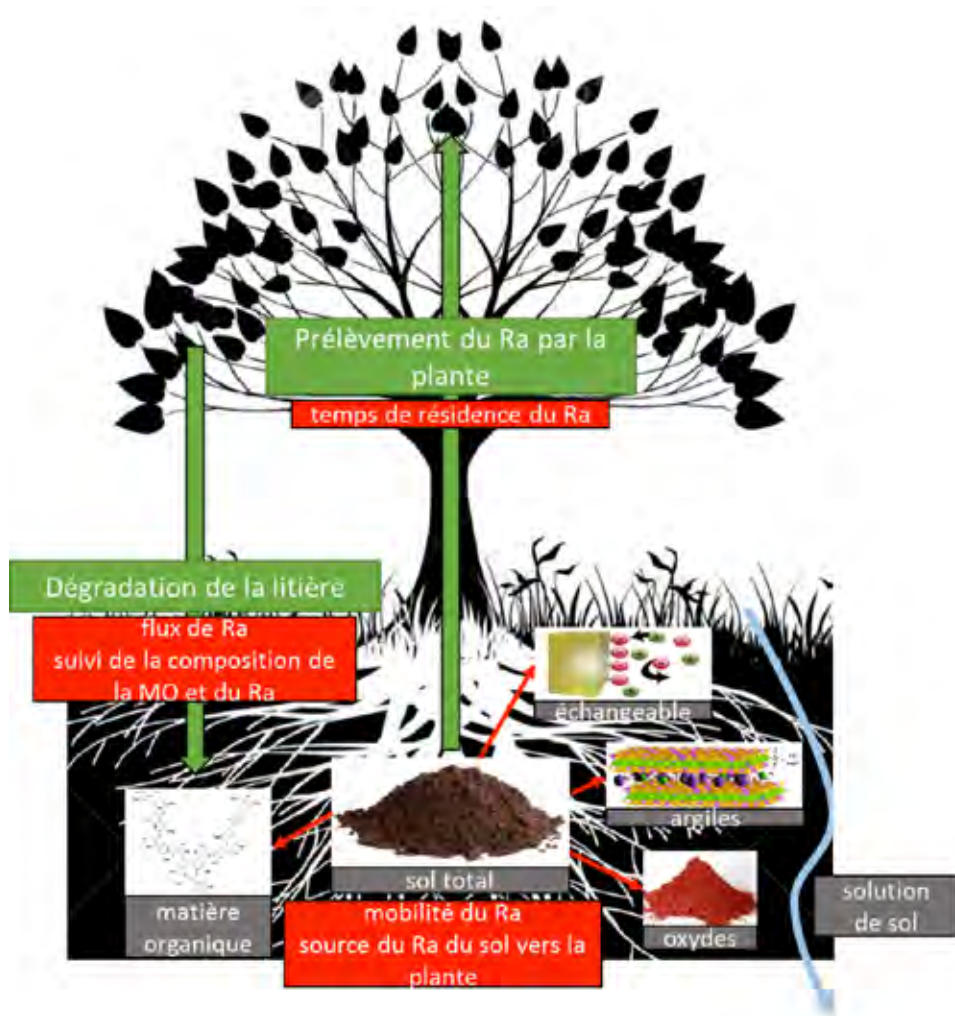 Prélèvement du Ra par la
plante
temps de résidence du Ra
Dégradation de la litière
flux de Ra
suivi de la composition de
la MO et du Ra
échangeable
argiles
sol total
matière
organique
oxydes
mobilité du Ra
source du Ra du sol vers la
plante
solution
de sol